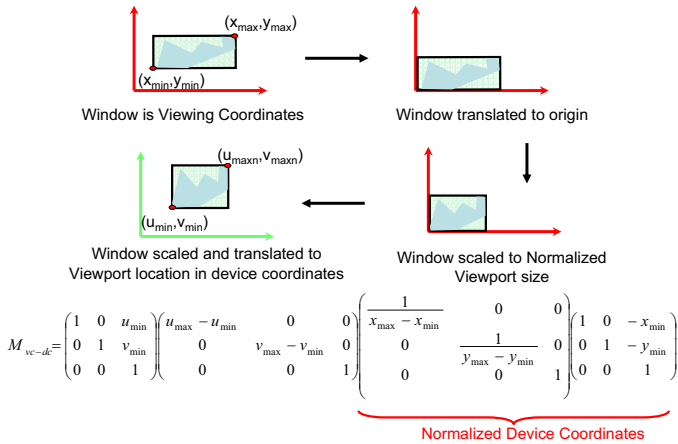 (x_max,y_max)
(x_min,y_min)
Window is Viewing Coordinates
Window translated to origin
(u_maxn,v_maxn)
(u_min,v_min)
Window scaled and translated to
Viewport location in device coordinates
Window scaled to Normalized
Viewport size
M_vc−dc = (1 0 u_min; 0 1 v_min; 0 0 1) (u_max − u_min 0 0; 0 v_max − v_min 0; 0 0 1) (1/(x_max − x_min) 0 0; 0 1/(y_max − y_min) 0; 0 0 1) (1 0 − x_min; 0 1 − y_min; 0 0 1)
Normalized Device Coordinates